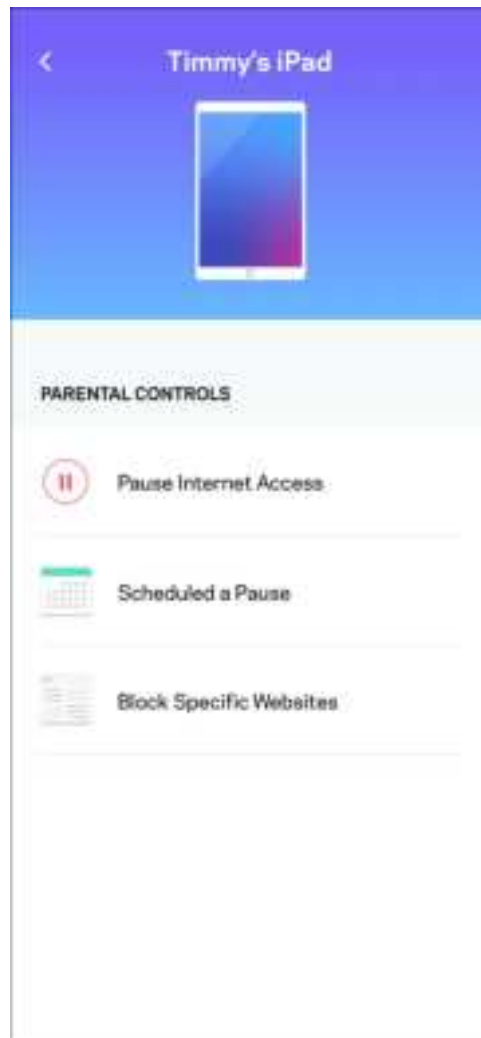 Timmy's iPad
PARENTAL CONTROLS
Pause Internet Access
Scheduled a Pause
Block Specific Websites